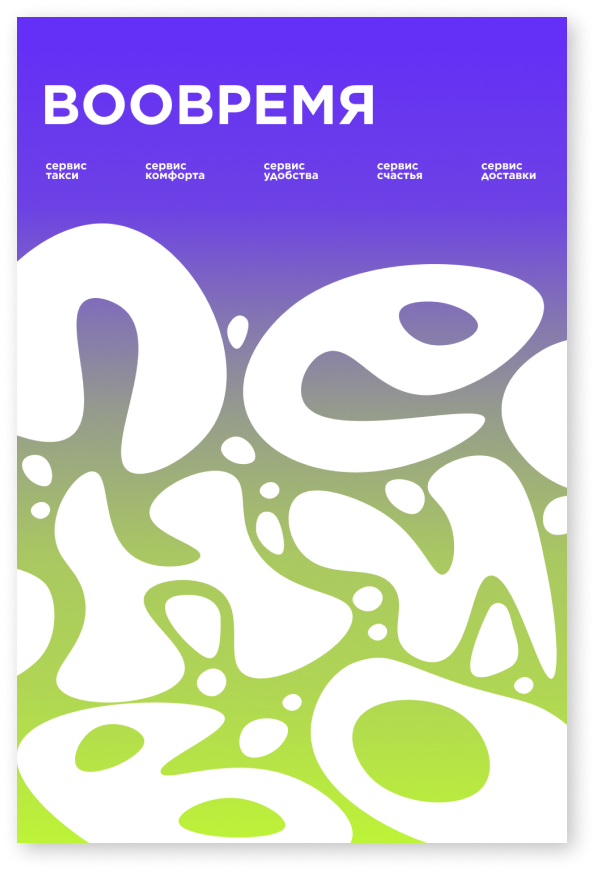 ВООВРЕМЯ
сервис такси
сервис комфорта
сервис удобства
сервис счастья
сервис доставки